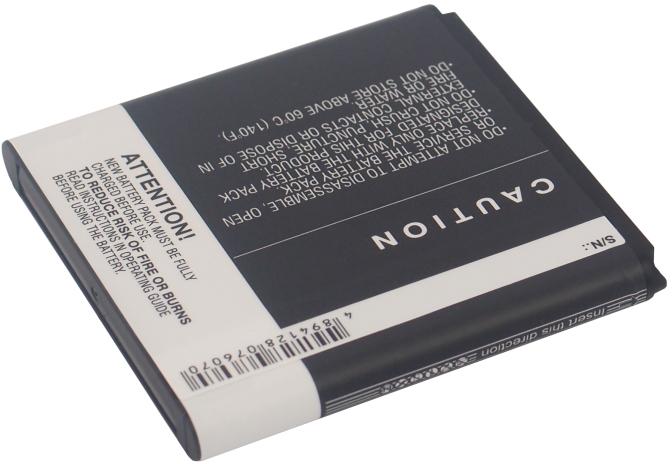 CAUTION
•DO NOT ATTEMPT TO DISASSEMBLE, OPEN
OR SERVICE THE BATTERY PACK
•REPLACE ONLY WITH THE BATTERY PACK
DESIGNATED FOR THIS PRODUCT
•DO NOT CRUSH, PUNCTURE, SHORT
EXTERNAL CONTACTS OR DISPOSE OF IN
FIRE OR WATER.
•DO NOT STORE ABOVE 60°C (140°F).
S/N.:
ATTENTION!
NEW BATTERY PACK MUST BE FULLY
CHARGED BEFORE USE.
TO REDUCE RISK OF FIRE OR BURNS
READ INSTRUCTIONS IN OPERATING GUIDE
BEFORE USING THE BATTERY.
4894128076070
Insert this direction